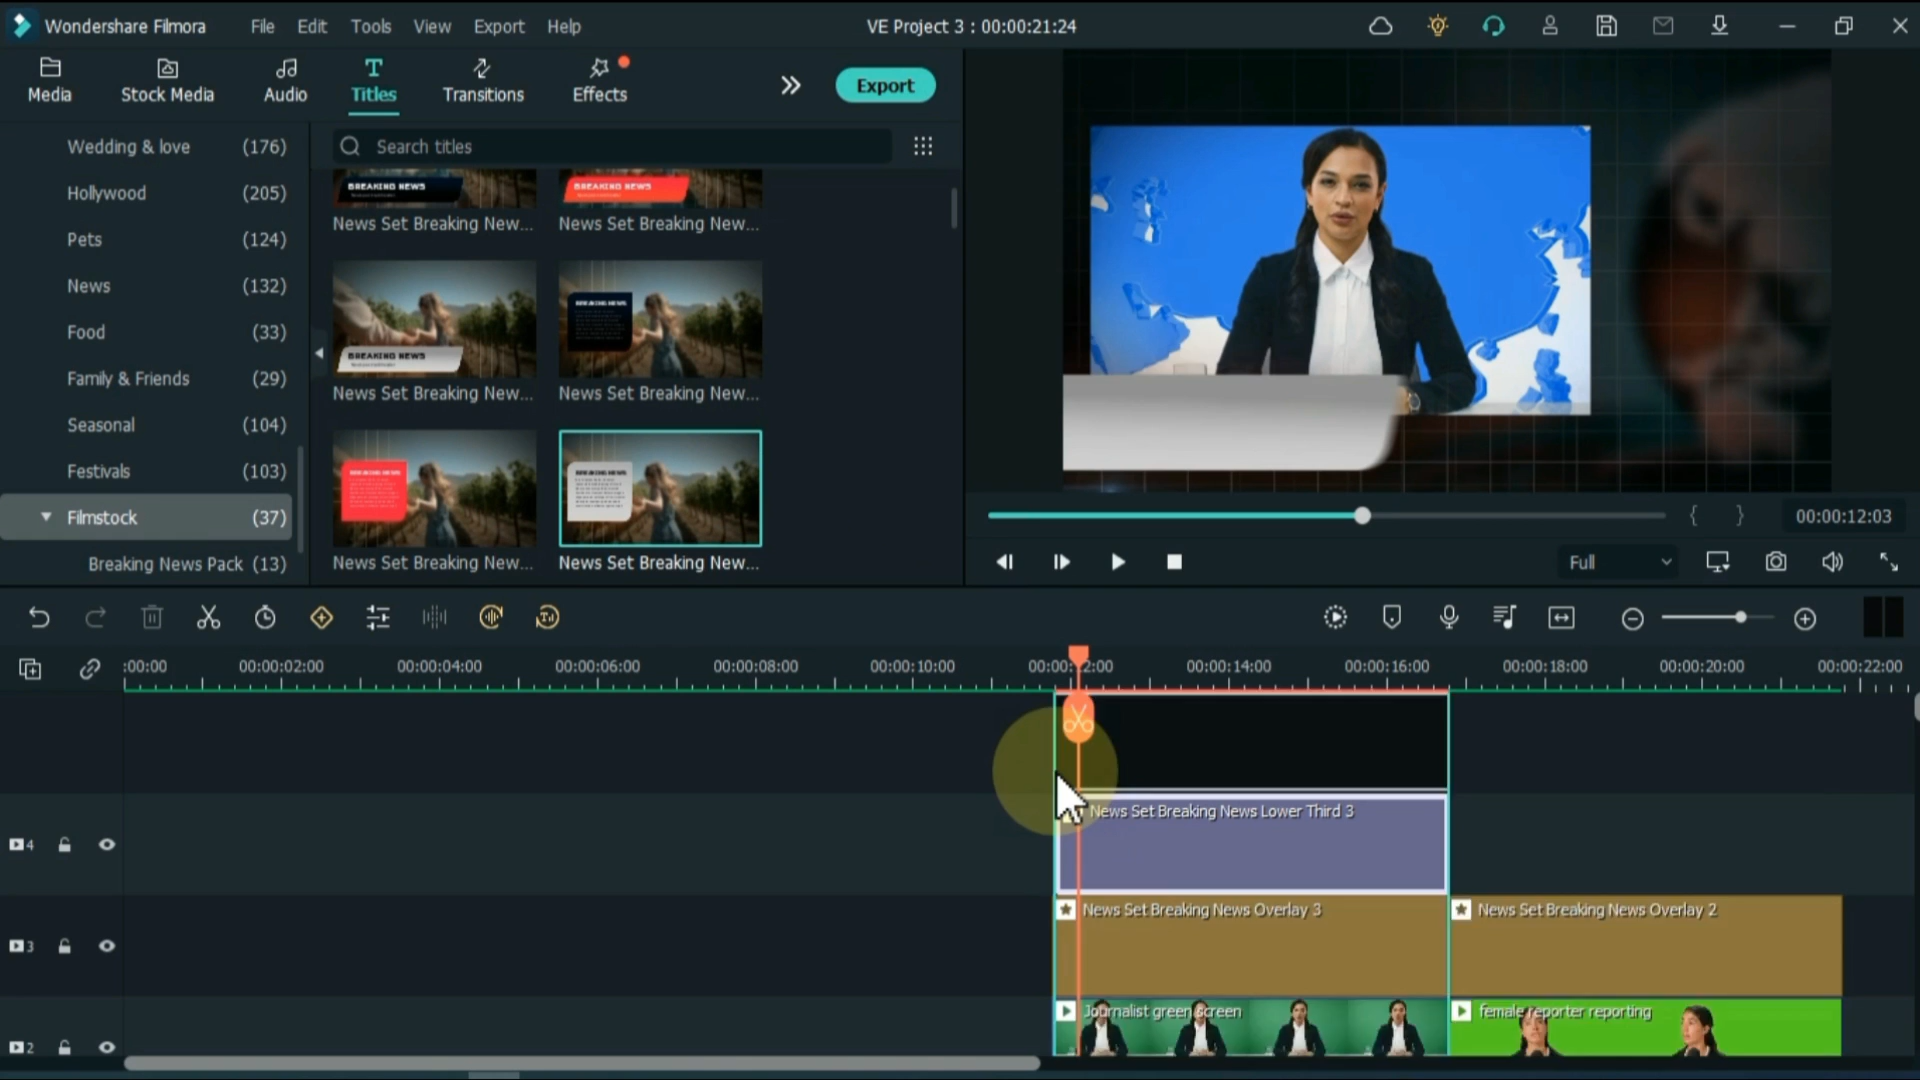 Wondershare Filmora
File
Edit
Tools
View
Export
Help
VE Project 3 : 00:00:21:24
Media
Stock Media
Audio
Titles
Transitions
Effects
Export
Wedding & love (176)
Hollywood (205)
Pets (124)
News (132)
Food (33)
Family & Friends (29)
Seasonal (104)
Festivals (103)
Filmstock (37)
Breaking News Pack (13)
Search titles
BREAKING NEWS
BREAKING NEWS
News Set Breaking New...
News Set Breaking New...
BREAKING NEWS
BREAKING NEWS
News Set Breaking New...
News Set Breaking New...
BREAKING NEWS
BREAKING NEWS
News Set Breaking New...
News Set Breaking New...
{ }
00:00:12:03
Full
:00:00
00:00:02:00
00:00:04:00
00:00:06:00
00:00:08:00
00:00:10:00
00:00:12:00
00:00:14:00
00:00:16:00
00:00:18:00
00:00:20:00
00:00:22:00
4
News Set Breaking News Lower Third 3
3
News Set Breaking News Overlay 3
News Set Breaking News Overlay 2
2
Journalist green screen
female reporter reporting